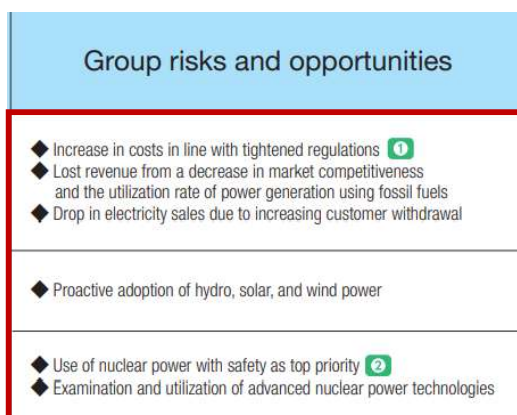 Group risks and opportunities
◆ Increase in costs in line with tightened regulations ①
◆ Lost revenue from a decrease in market competitiveness
and the utilization rate of power generation using fossil fuels
◆ Drop in electricity sales due to increasing customer withdrawal
◆ Proactive adoption of hydro, solar, and wind power
◆ Use of nuclear power with safety as top priority ②
◆ Examination and utilization of advanced nuclear power technologies